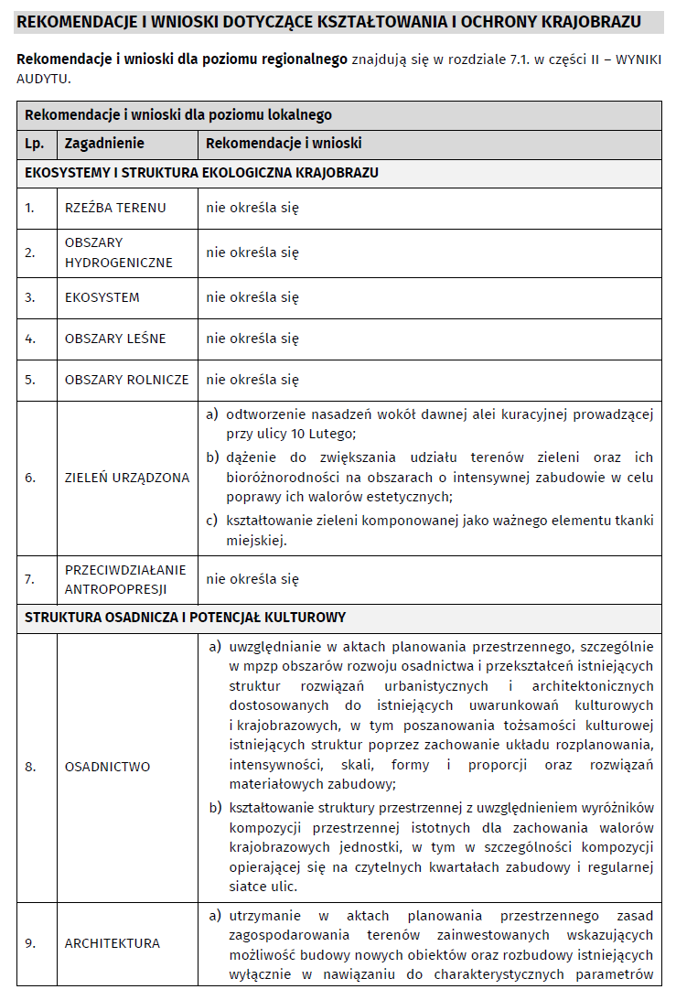 REKOMENDACJE I WNIOSKI DOTYCZĄCE KSZTAŁTOWANIA I OCHRONY KRAJOBRAZU
Rekomendacje i wnioski dla poziomu regionalnego znajdują się w rozdziale 7.1. w części II – WYNIKI
AUDYTU.
Rekomendacje i wnioski dla poziomu lokalnego
Lp. Zagadnienie Rekomendacje i wnioski
EKOSYSTEMY I STRUKTURA EKOLOGICZNA KRAJOBRAZU
1. RZEŹBA TERENU nie określa się
2. OBSZARY
HYDROGENICZNE nie określa się
3. EKOSYSTEM nie określa się
4. OBSZARY LEŚNE nie określa się
5. OBSZARY ROLNICZE nie określa się
6. ZIELEŃ URZĄDZONA
a) odtworzenie nasadzeń wokół dawnej alei kuracyjnej prowadzącej
przy ulicy 10 Lutego;
b) dążenie do zwiększania udziału terenów zieleni oraz ich
bioróżnorodności na obszarach o intensywnej zabudowie w celu
poprawy ich walorów estetycznych;
c) kształtowanie zieleni komponowanej jako ważnego elementu tkanki
miejskiej.
7. PRZECIWDZIAŁANIE
ANTROPOPRESJI nie określa się
STRUKTURA OSADNICZA I POTENCJAŁ KULTUROWY
8. OSADNICTWO
a) uwzględnianie w aktach planowania przestrzennego, szczególnie
w mpzp obszarów rozwoju osadnictwa i przekształceń istniejących
struktur rozwiązań urbanistycznych i architektonicznych
dostosowanych do istniejących uwarunkowań kulturowych
i krajobrazowych, w tym poszanowania tożsamości kulturowej
istniejących struktur poprzez zachowanie układu rozplanowania,
intensywności, skali, formy i proporcji oraz rozwiązań
materiałowych zabudowy;
b) kształtowanie struktury przestrzennej z uwzględnieniem wyróżników
kompozycji przestrzennej istotnych dla zachowania walorów
krajobrazowych jednostki, w tym w szczególności kompozycji
opierającej się na czytelnych kwartałach zabudowy i regularnej
siatce ulic.
9. ARCHITEKTURA
a) utrzymanie w aktach planowania przestrzennego zasad
zagospodarowania terenów zainwestowanych wskazujących
możliwość budowy nowych obiektów oraz rozbudowy istniejących
wyłącznie w nawiązaniu do charakterystycznych parametrów